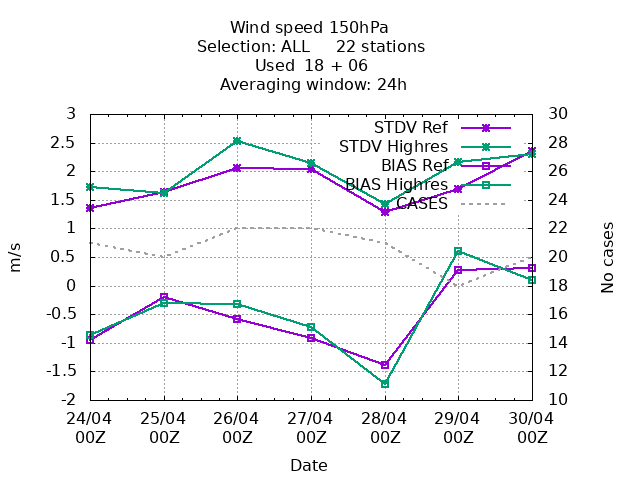 Wind speed 150hPa
Selection: ALL     22 stations
Used  18 + 06
Averaging window: 24h
3
2.5
2
1.5
1
0.5
0
-0.5
-1
-1.5
-2
m/s
30
28
26
24
22
20
18
16
14
12
10
No cases
STDV Ref
STDV Highres
BIAS Ref
BIAS Highres
CASES
24/04 25/04 26/04 27/04 28/04 29/04 30/04
00Z 00Z 00Z 00Z 00Z 00Z 00Z
Date